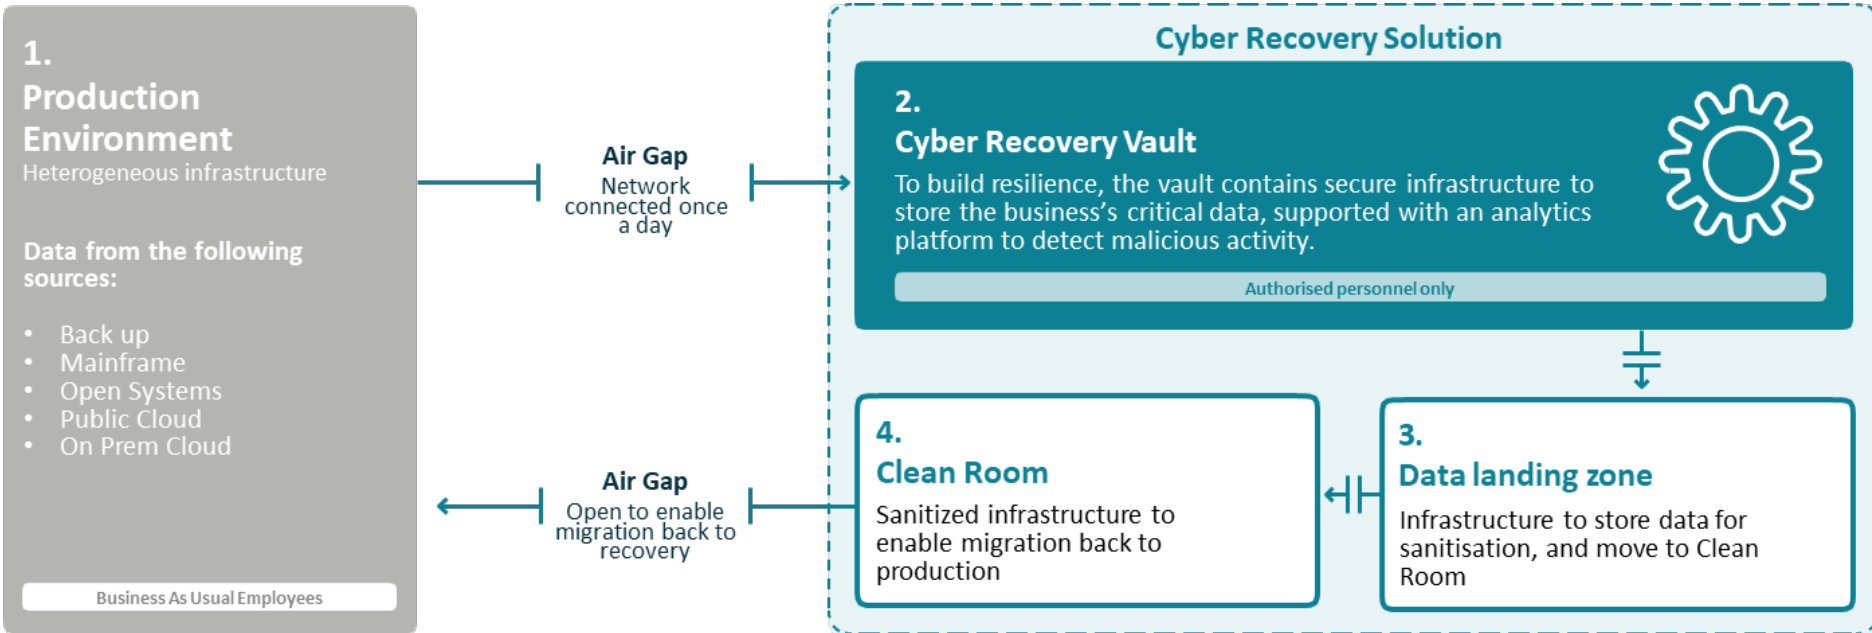 1.
Production
Environment
Heterogeneous infrastructure
Data from the following
sources:
• Back up
• Mainframe
• Open Systems
• Public Cloud
• On Prem Cloud
Business As Usual Employees
Air Gap
Network
connected once
a day
Air Gap
Open to enable
migration back to
recovery
Cyber Recovery Solution
2.
Cyber Recovery Vault
To build resilience, the vault contains secure infrastructure to
store the business’s critical data, supported with an analytics
platform to detect malicious activity.
Authorised personnel only
3.
Data landing zone
Infrastructure to store data for
sanitisation, and move to Clean
Room
4.
Clean Room
Sanitized infrastructure to
enable migration back to
production